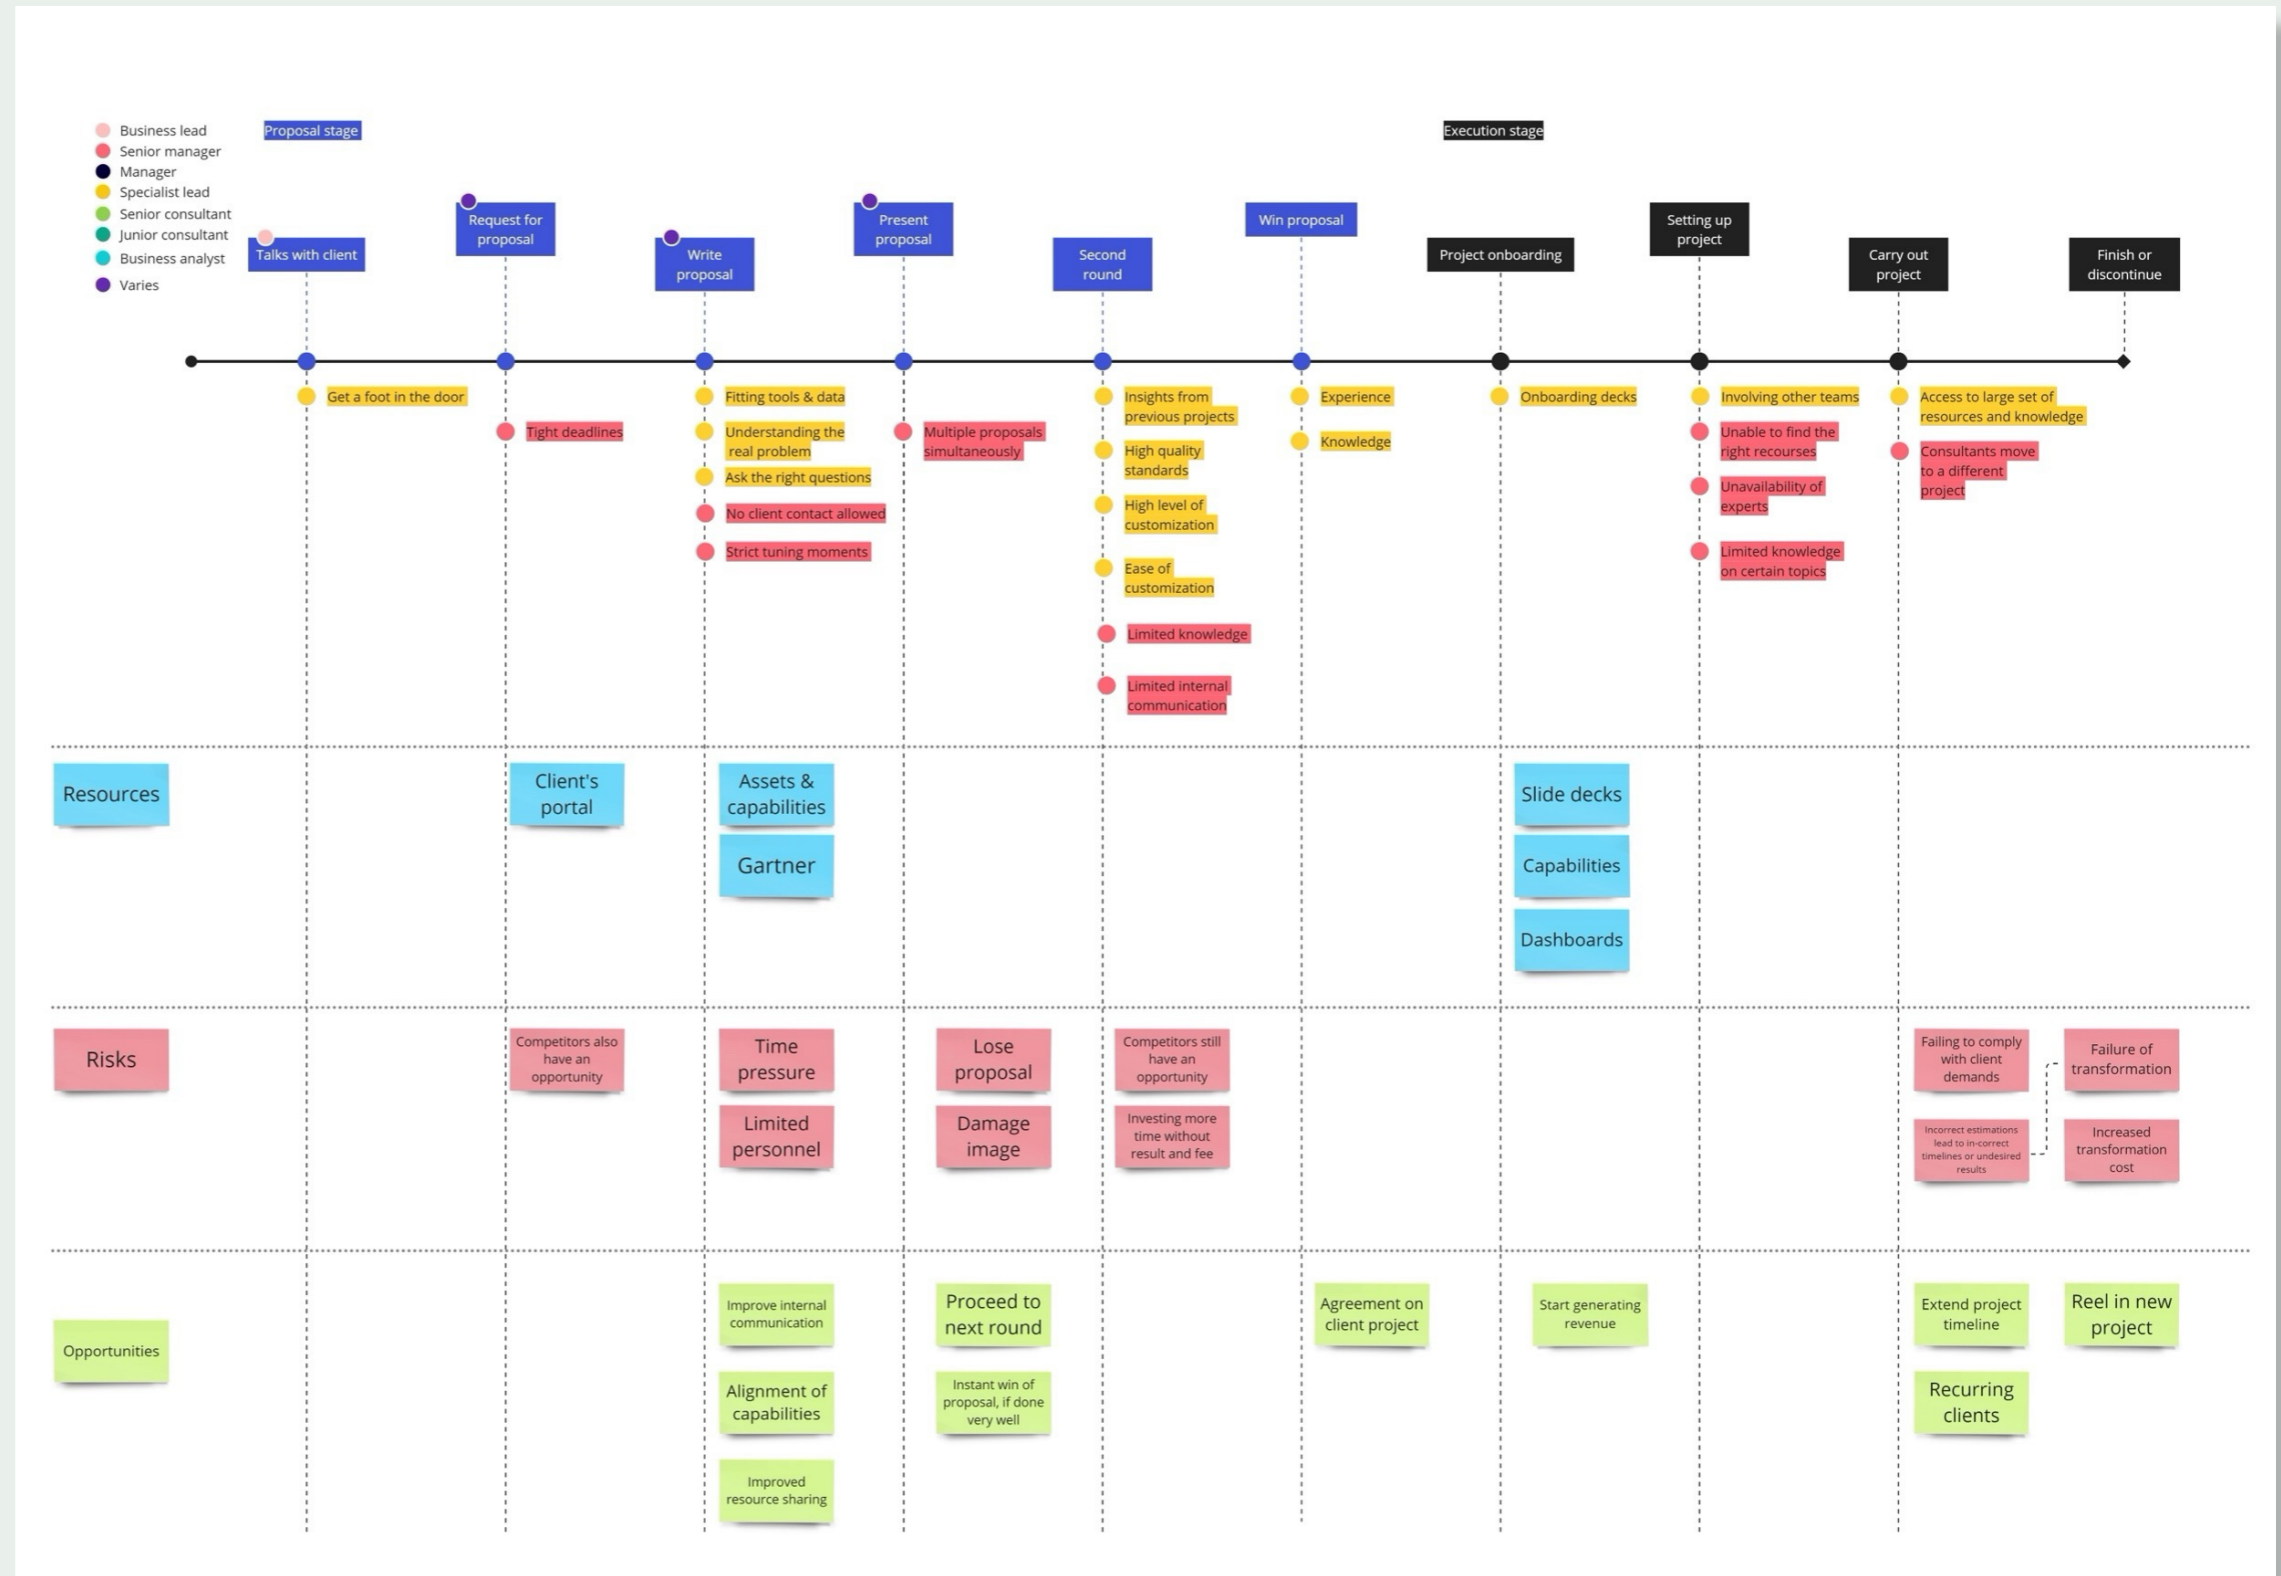 Business lead
Senior manager
Manager
Specialist lead
Senior consultant
Junior consultant
Business analyst
Varies
Proposal stage
Execution stage
Talks with client
Request for
proposal
Write
proposal
Present
proposal
Second
round
Win proposal
Project onboarding
Setting up
project
Carry out
project
Finish or
discontinue
Get a foot in the door
Tight deadlines
Fitting tools & data
Understanding the
real problem
Ask the right questions
No client contact allowed
Strict tuning moments
Multiple proposals
simultaneously
Insights from
previous projects
High quality
standards
High level of
customization
Ease of
customization
Limited knowledge
Limited internal
communication
Experience
Knowledge
Onboarding decks
Involving other teams
Unable to find the
right recourses
Unavailability of
experts
Limited knowledge
on certain topics
Access to large set of
resources and knowledge
Consultants move
to a different
project
Resources
Client's
portal
Assets &
capabilities
Gartner
Slide decks
Capabilities
Dashboards
Risks
Competitors also
have an
opportunity
Time
pressure
Limited
personnel
Lose
proposal
Damage
image
Competitors still
have an
opportunity
Investing more
time without
result and fee
Failing to comply
with client
demands
Failure of
transformation
Incorrect estimations
lead to in-correct
timelines or undesired
results
Increased
transformation
cost
Opportunities
Improve internal
communication
Alignment of
capabilities
Improved
resource sharing
Proceed to
next round
Instant win of
proposal, if done
very well
Agreement on
client project
Start generating
revenue
Extend project
timeline
Reel in new
project
Recurring
clients